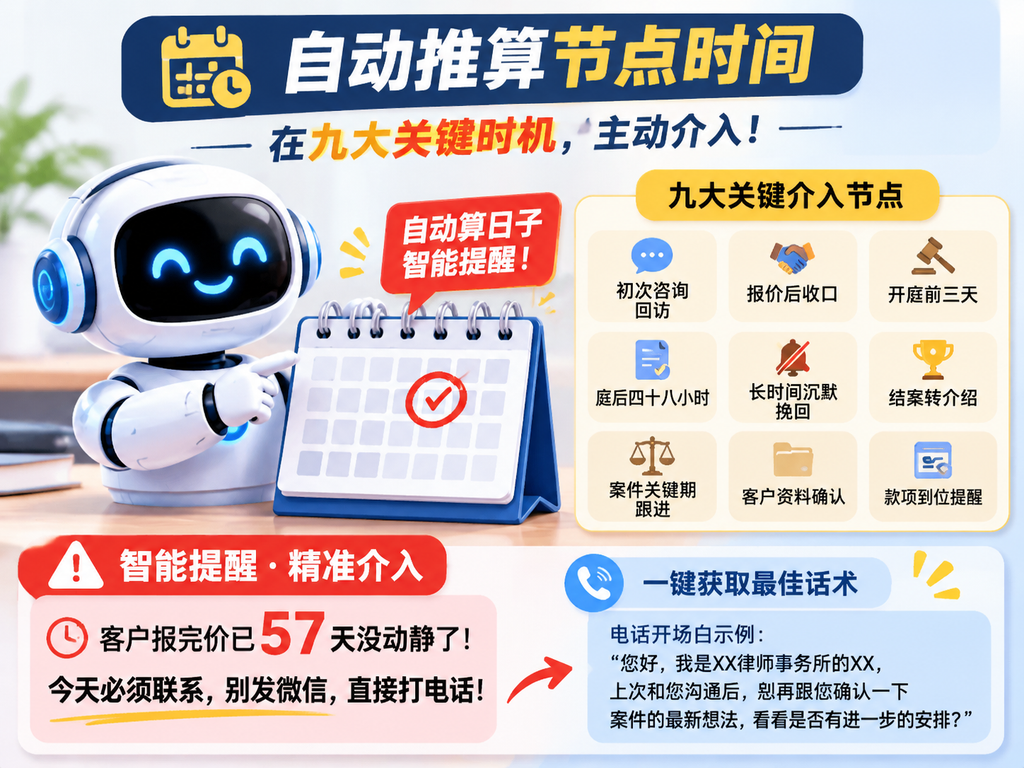 自动推算节点时间
在九大关键时机，主动介入！
自动算日子
智能提醒！
九大关键介入节点
初次咨询
回访
报价后收口
开庭前三天
庭后四十八小时
长时间沉默
挽回
结案转介绍
案件关键期
跟进
客户资料确认
款项到位提醒
智能提醒·精准介入
客户报完价已57天没动静了！
今天必须联系，别发微信，直接打电话！
一键获取最佳话术
电话开场白示例：
“您好，我是XX律师事务所的XX，
上次和您沟通后，再跟您确认一下
案件的最新想法，看看是否有进一步的安排？”